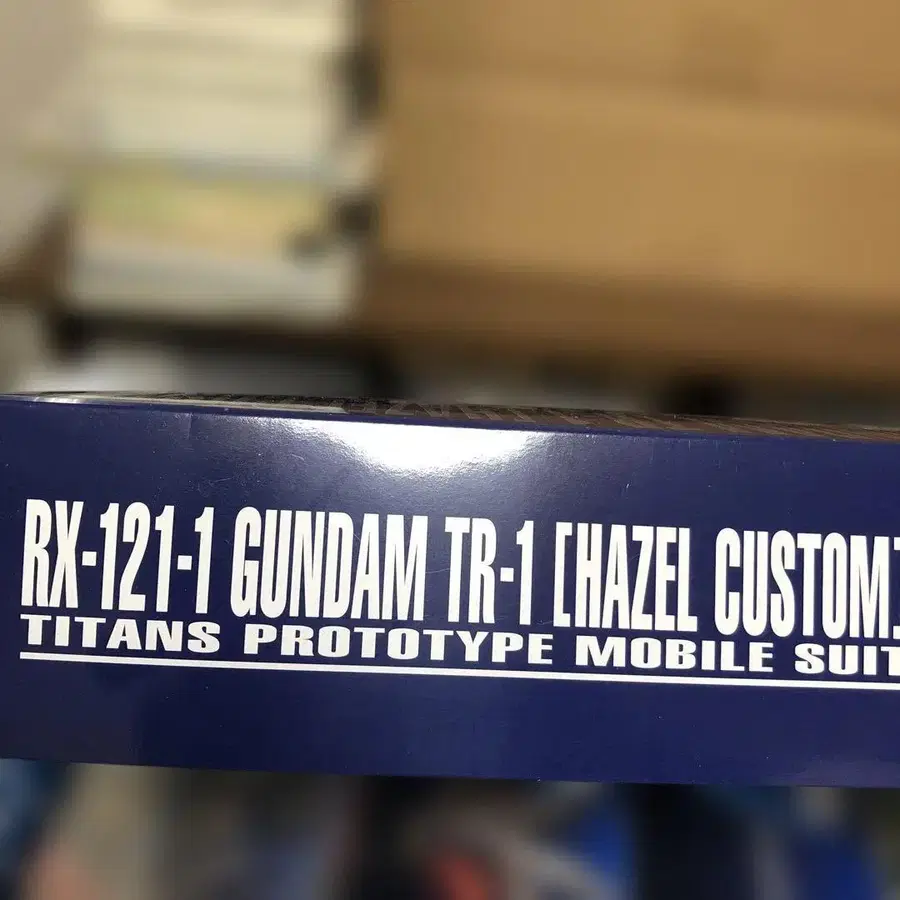 RX-121-1 GUNDAM TR-1 [HAZEL CUSTOM]
TITANS PROTOTYPE MOBILE SUIT